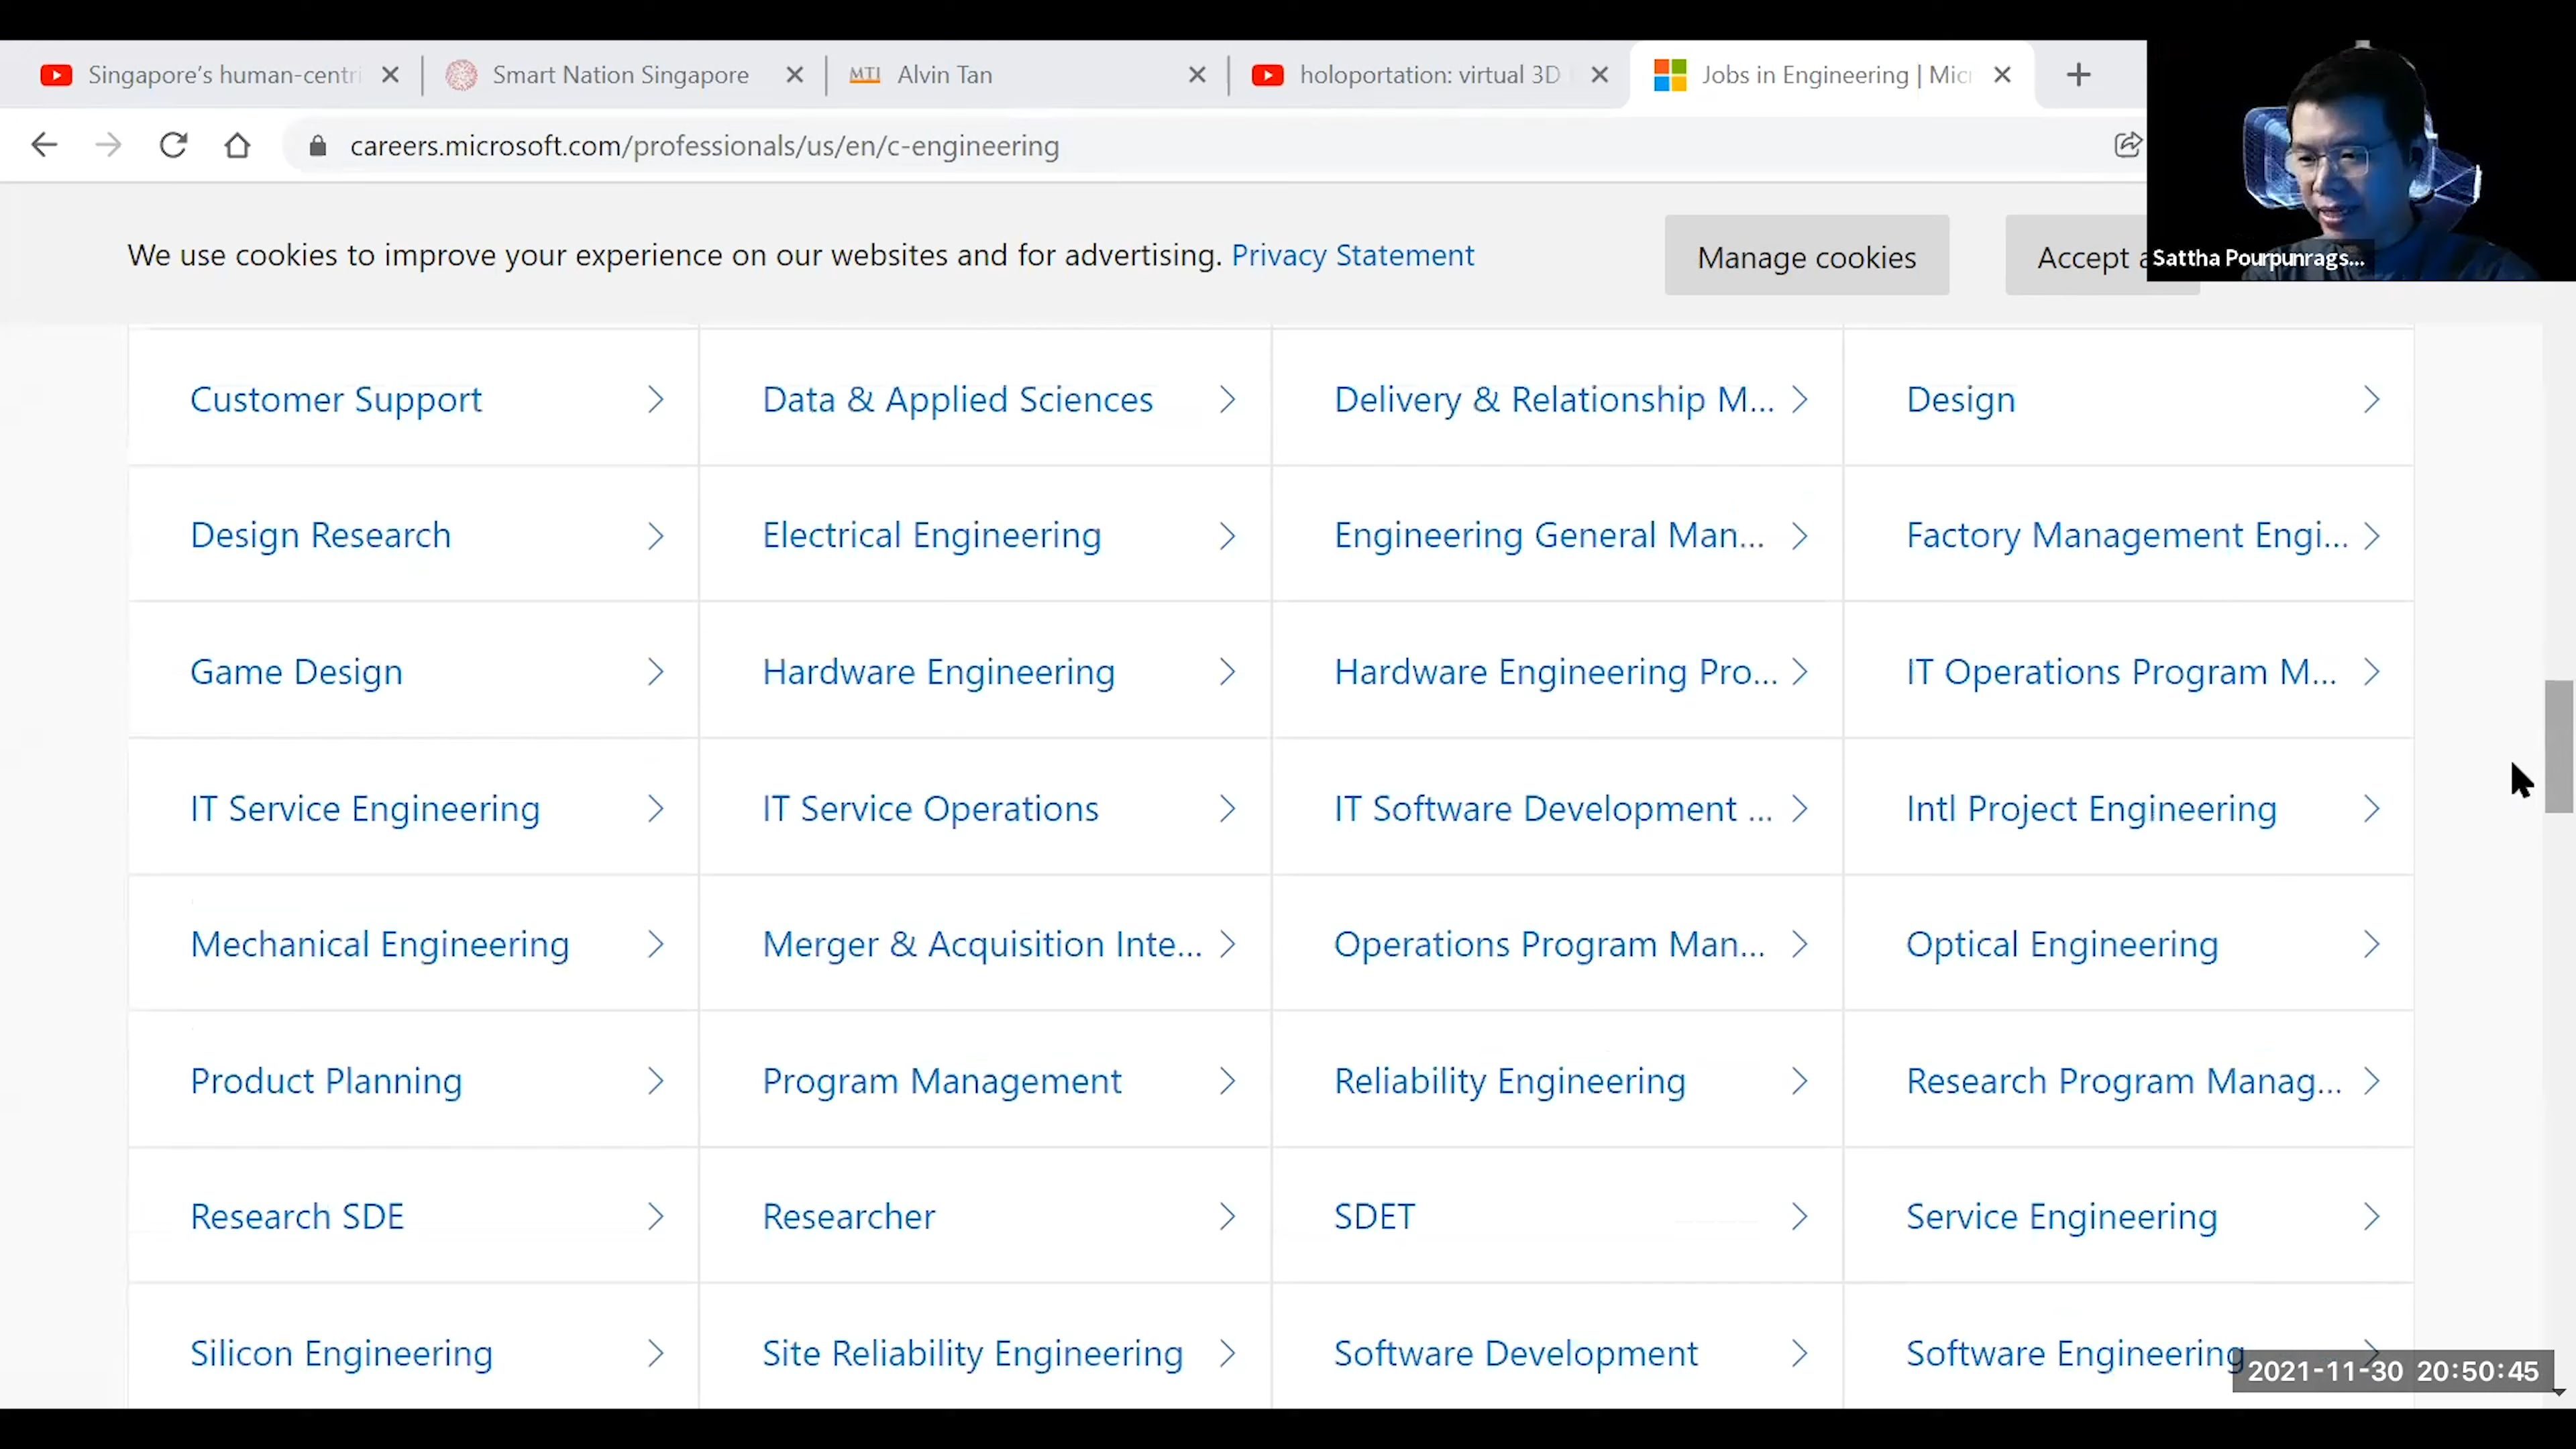 Singapore's human-centri
Smart Nation Singapore
MTI Alvin Tan
holoportation: virtual 3D
Jobs in Engineering | Mic
careers.microsoft.com/professionals/us/en/c-engineering
We use cookies to improve your experience on our websites and for advertising. Privacy Statement
Manage cookies
Accept a
Sattha Pourpunrags...
Customer Support
Data & Applied Sciences
Delivery & Relationship M...
Design
Design Research
Electrical Engineering
Engineering General Man...
Factory Management Engi...
Game Design
Hardware Engineering
Hardware Engineering Pro...
IT Operations Program M...
IT Service Engineering
IT Service Operations
IT Software Development ...
Intl Project Engineering
Mechanical Engineering
Merger & Acquisition Inte...
Operations Program Man...
Optical Engineering
Product Planning
Program Management
Reliability Engineering
Research Program Manag...
Research SDE
Researcher
SDET
Service Engineering
Silicon Engineering
Site Reliability Engineering
Software Development
Software Engineering
2021-11-30 20:50:45